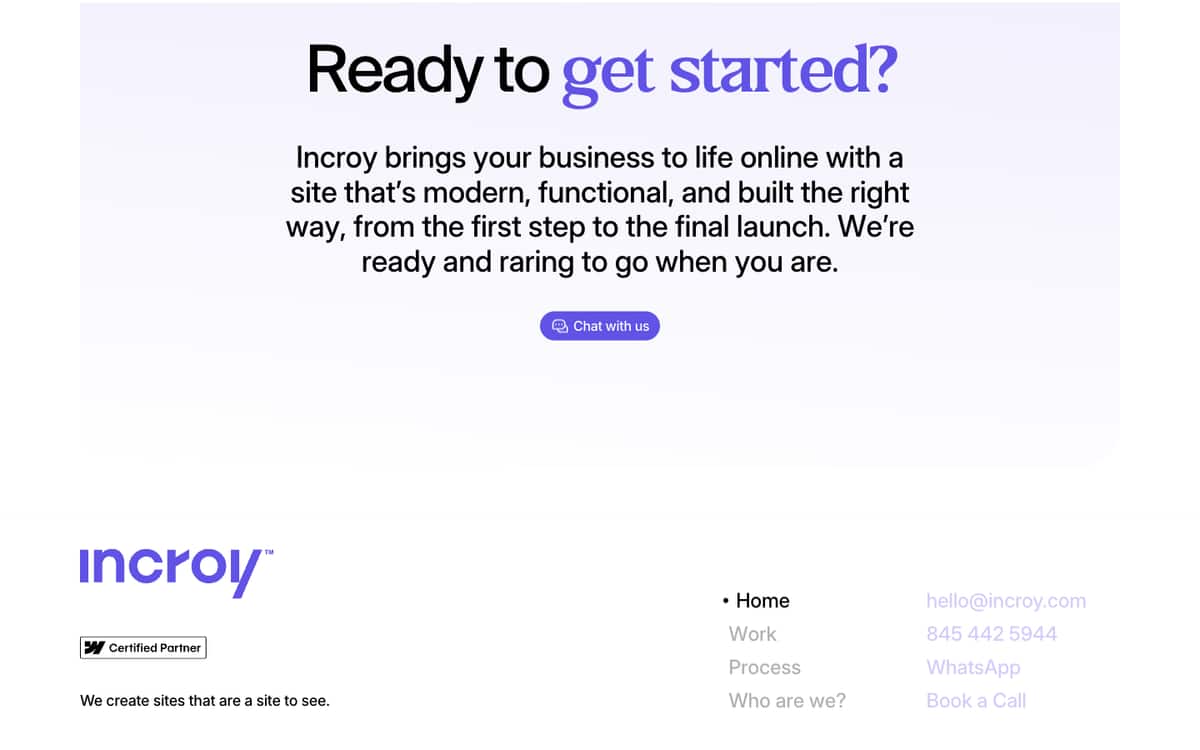 Ready to get started?
Incroy brings your business to life online with a
site that’s modern, functional, and built the right
way, from the first step to the final launch. We’re
ready and raring to go when you are.
Chat with us
incroy™
Certified Partner
We create sites that are a site to see.
• Home
Work
Process
Who are we?
hello@incroy.com
845 442 5944
WhatsApp
Book a Call